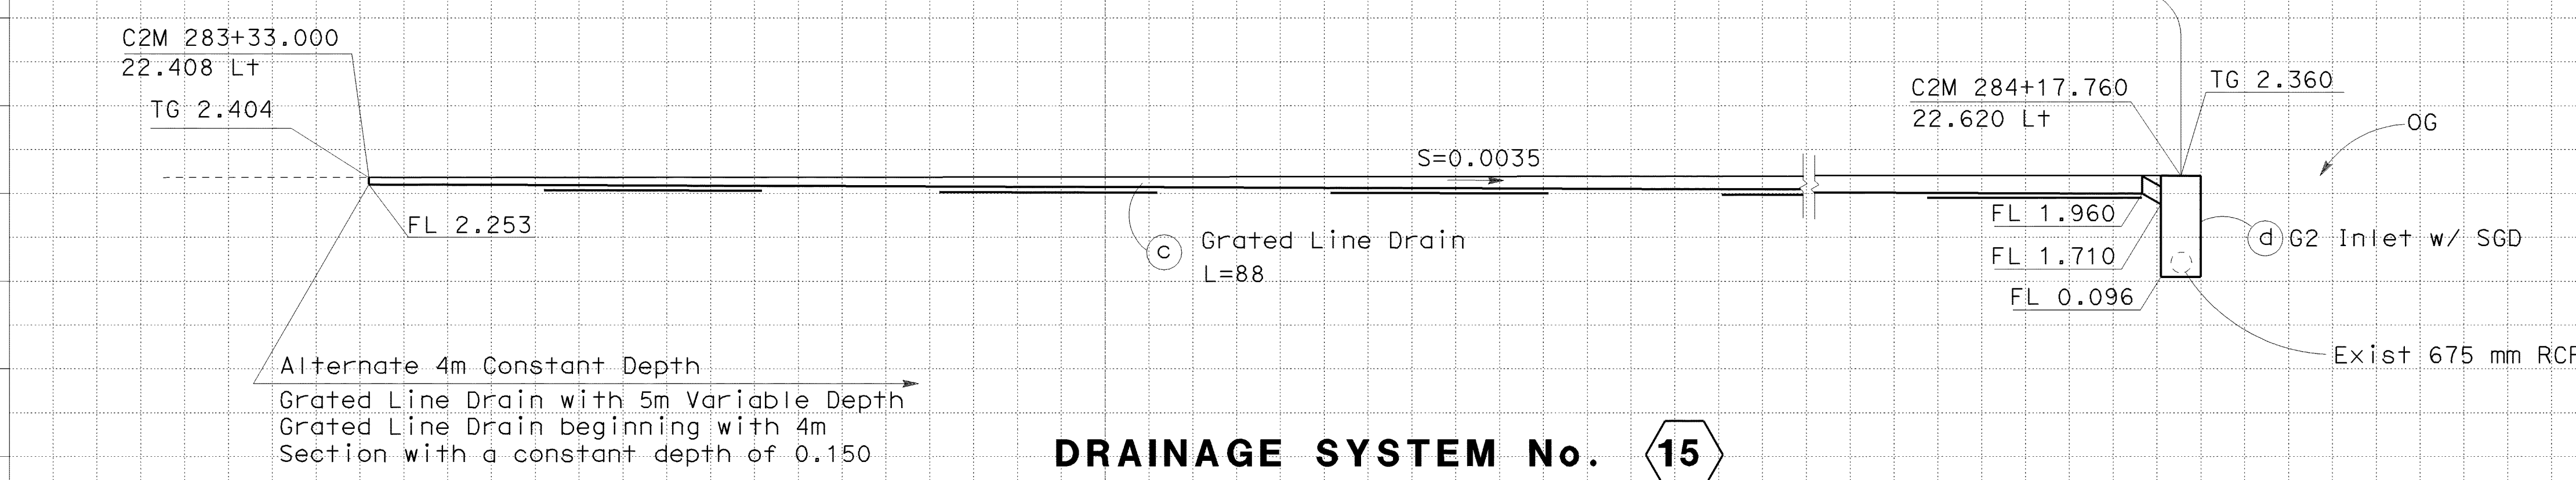 C2M 283+33.000
22.408 Lt
TG 2.404
FL 2.253
Alternate 4m Constant Depth
Grated Line Drain with 5m Variable Depth
Grated Line Drain beginning with 4m
Section with a constant depth of 0.150
c
Grated Line Drain
L=88
S=0.0035
C2M 284+17.760
22.620 Lt
TG 2.360
OG
FL 1.960
FL 1.710
FL 0.096
d G2 Inlet w/ SGD
Exist 675 mm RCP
DRAINAGE SYSTEM No. 15